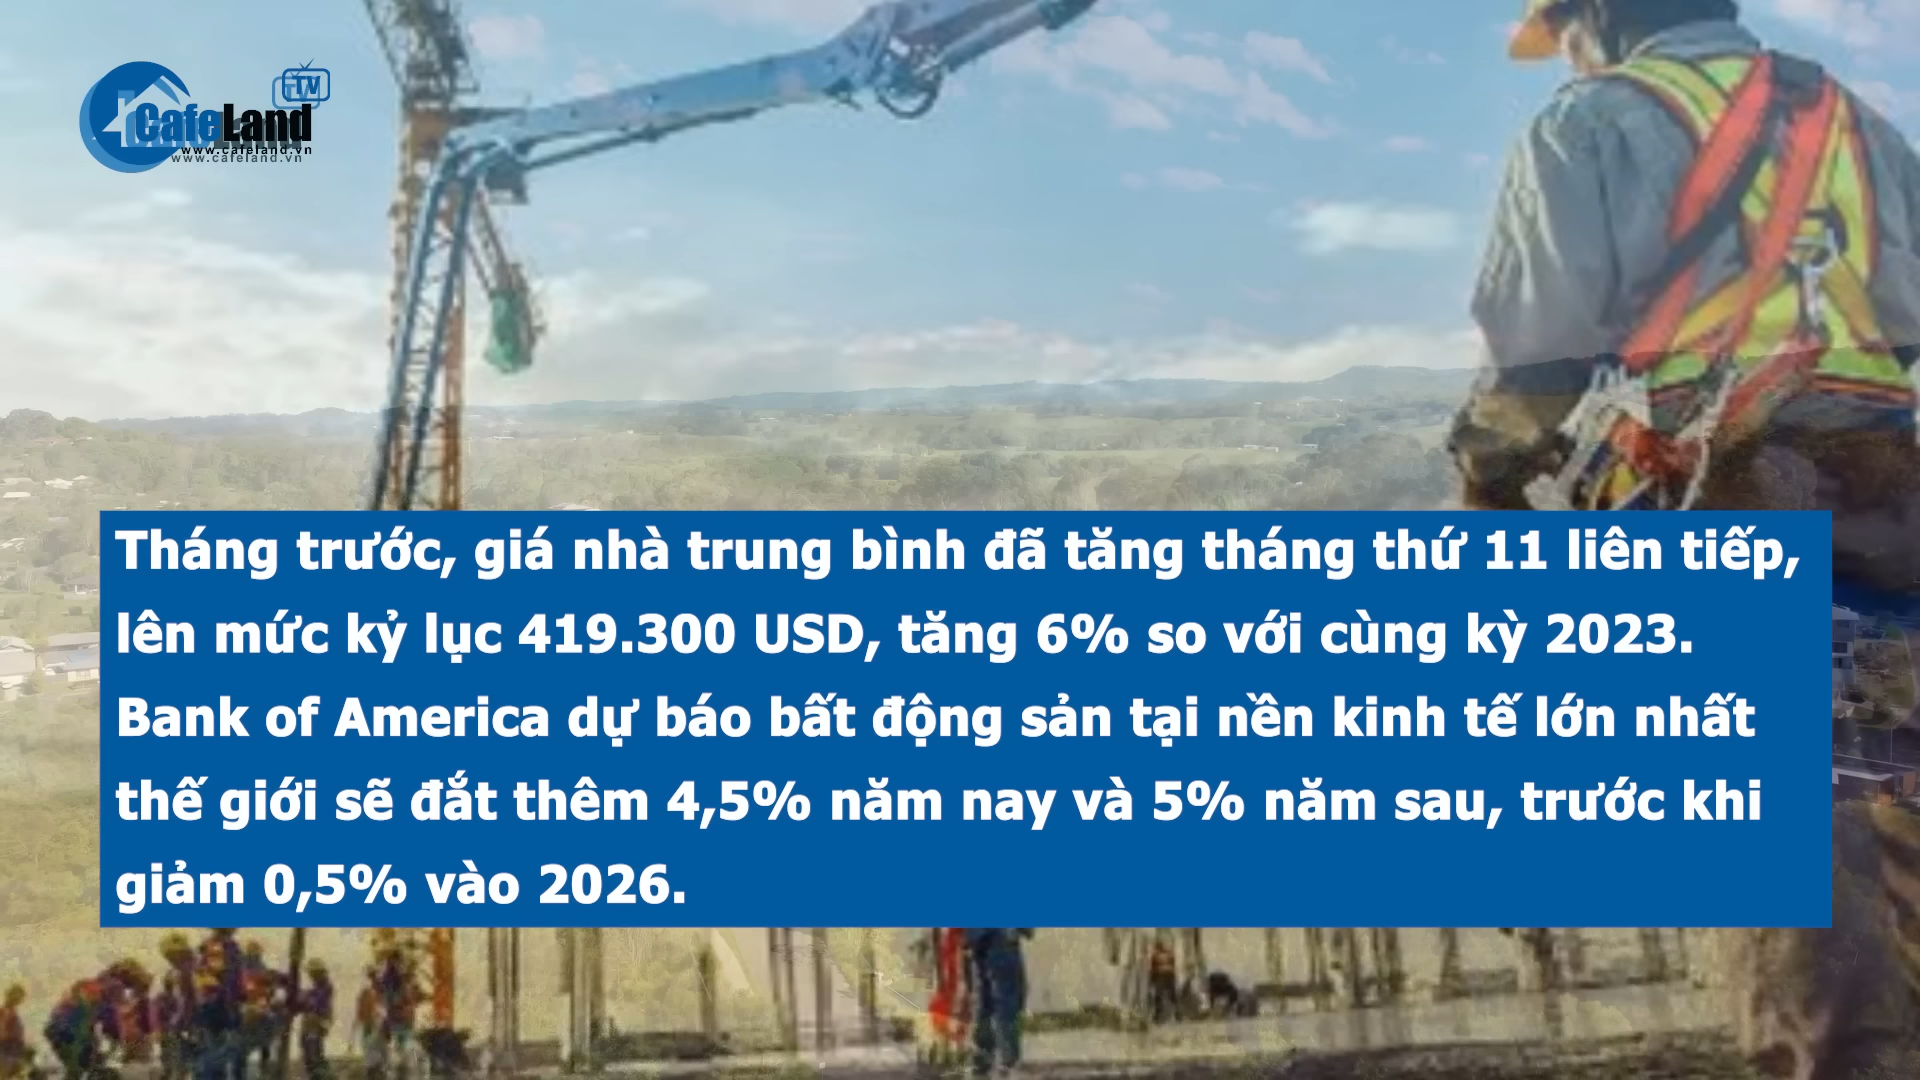 TV
CafeLand
www.cafeland.vn
www.cafeland.vn
Tháng trước, giá nhà trung bình đã tăng tháng thứ 11 liên tiếp,
lên mức kỷ lục 419.300 USD, tăng 6% so với cùng kỳ 2023.
Bank of America dự báo bất động sản tại nền kinh tế lớn nhất
thế giới sẽ đắt thêm 4,5% năm nay và 5% năm sau, trước khi
giảm 0,5% vào 2026.